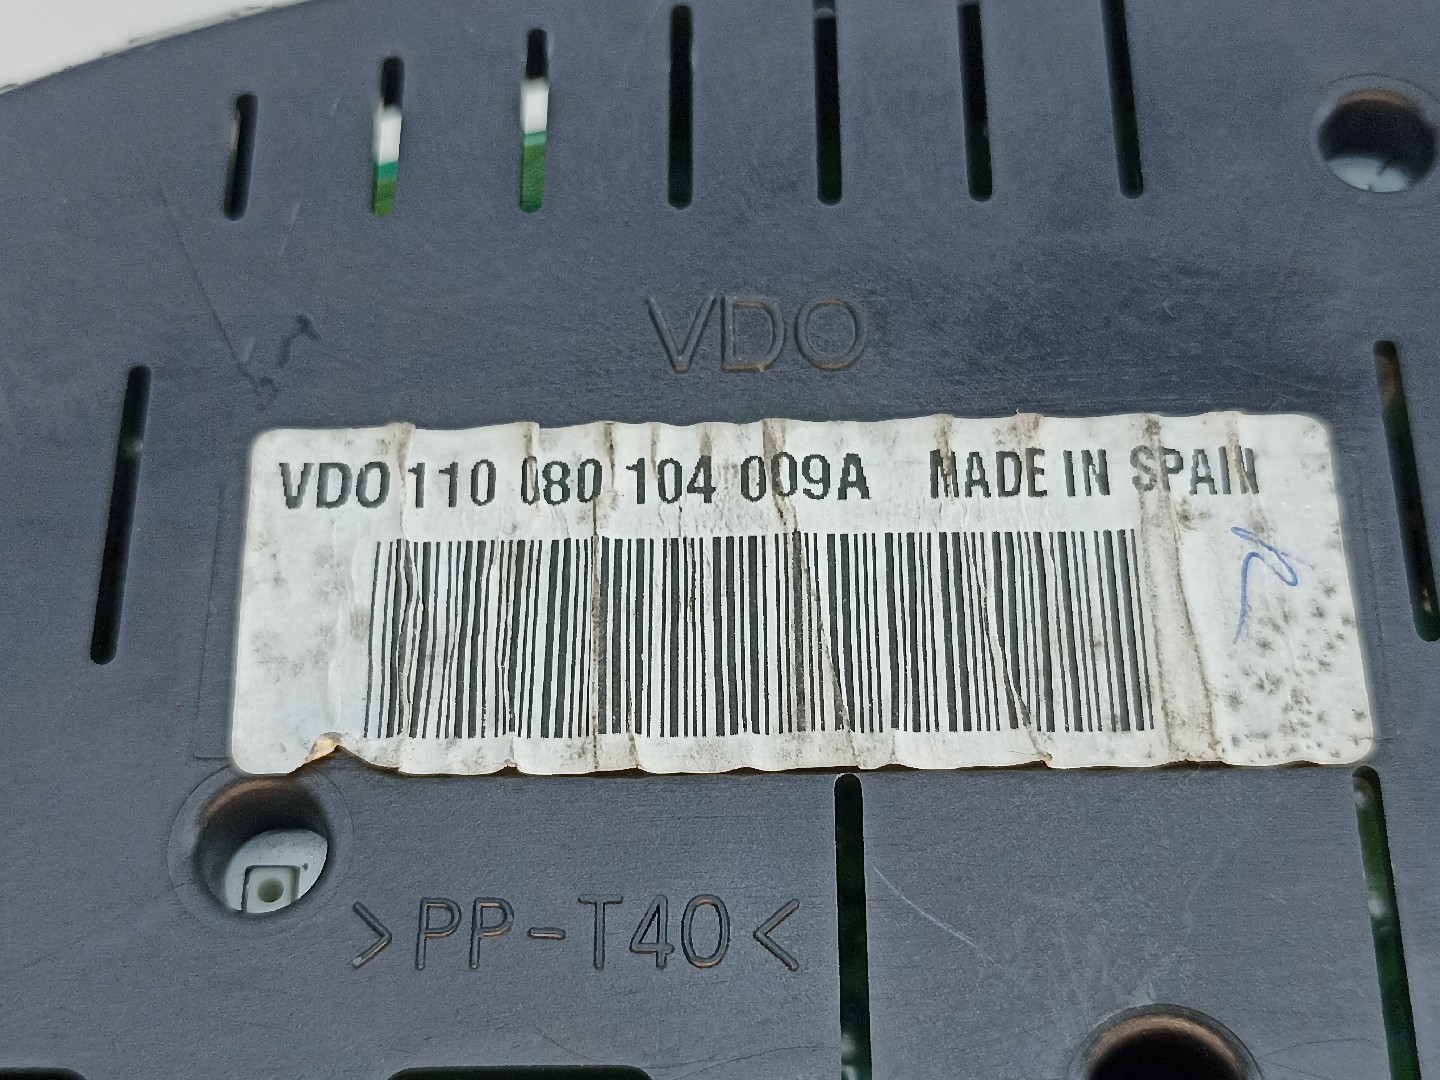 VDO
VDO 110 080 104 009A MADE IN SPAIN
>PP-T40<